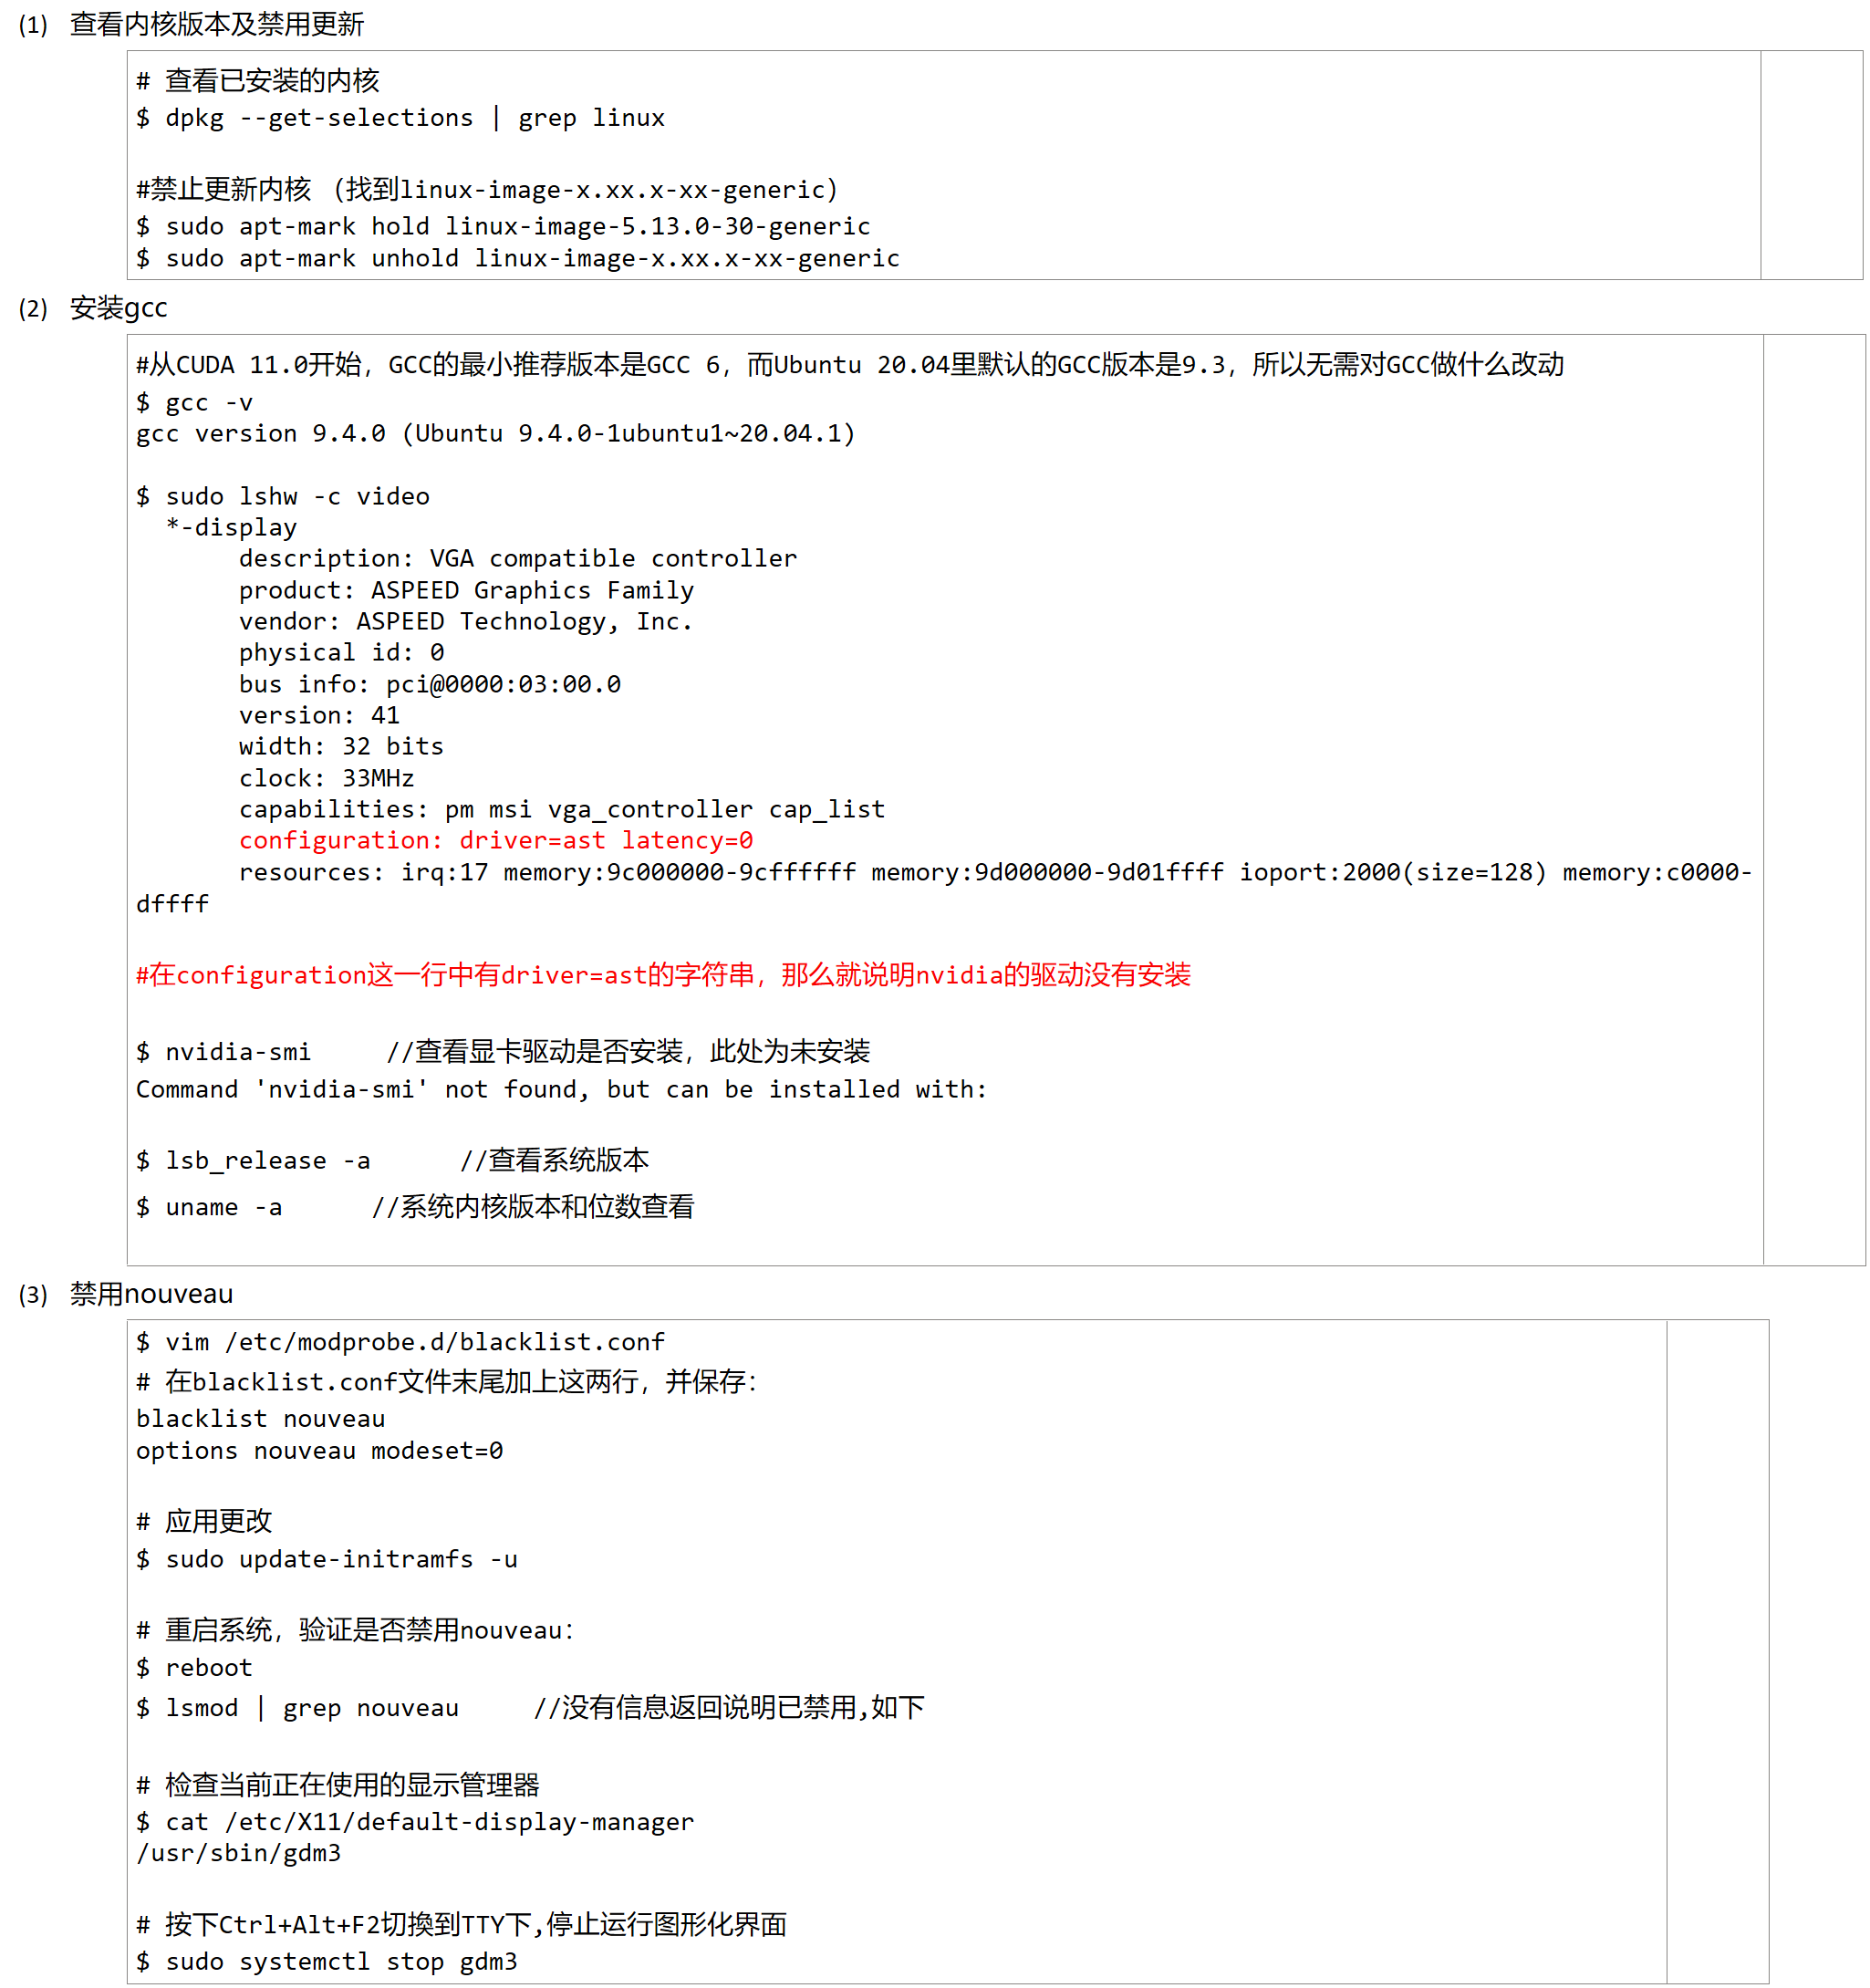 (1) 查看内核版本及禁用更新
# 查看已安装的内核
$ dpkg --get-selections | grep linux
#禁止更新内核 （找到linux-image-x.xx.x-xx-generic）
$ sudo apt-mark hold linux-image-5.13.0-30-generic
$ sudo apt-mark unhold linux-image-x.xx.x-xx-generic
(2) 安装gcc
#从CUDA 11.0开始，GCC的最小推荐版本是GCC 6，而Ubuntu 20.04里默认的GCC版本是9.3，所以无需对GCC做什么改动
$ gcc -v
gcc version 9.4.0 (Ubuntu 9.4.0-1ubuntu1~20.04.1)
$ sudo lshw -c video
*-display
description: VGA compatible controller
product: ASPEED Graphics Family
vendor: ASPEED Technology, Inc.
physical id: 0
bus info: pci@0000:03:00.0
version: 41
width: 32 bits
clock: 33MHz
capabilities: pm msi vga_controller cap_list
configuration: driver=ast latency=0
resources: irq:17 memory:9c000000-9cffffff memory:9d000000-9d01ffff ioport:2000(size=128) memory:c0000-
dffff
#在configuration这一行中有driver=ast的字符串，那么就说明nvidia的驱动没有安装
$ nvidia-smi     //查看显卡驱动是否安装，此处为未安装
Command 'nvidia-smi' not found, but can be installed with:
$ lsb_release -a      //查看系统版本
$ uname -a      //系统内核版本和位数查看
(3) 禁用nouveau
$ vim /etc/modprobe.d/blacklist.conf
# 在blacklist.conf文件末尾加上这两行，并保存：
blacklist nouveau
options nouveau modeset=0
# 应用更改
$ sudo update-initramfs -u
# 重启系统，验证是否禁用nouveau：
$ reboot
$ lsmod | grep nouveau     //没有信息返回说明已禁用,如下
# 检查当前正在使用的显示管理器
$ cat /etc/X11/default-display-manager
/usr/sbin/gdm3
# 按下Ctrl+Alt+F2切换到TTY下,停止运行图形化界面
$ sudo systemctl stop gdm3